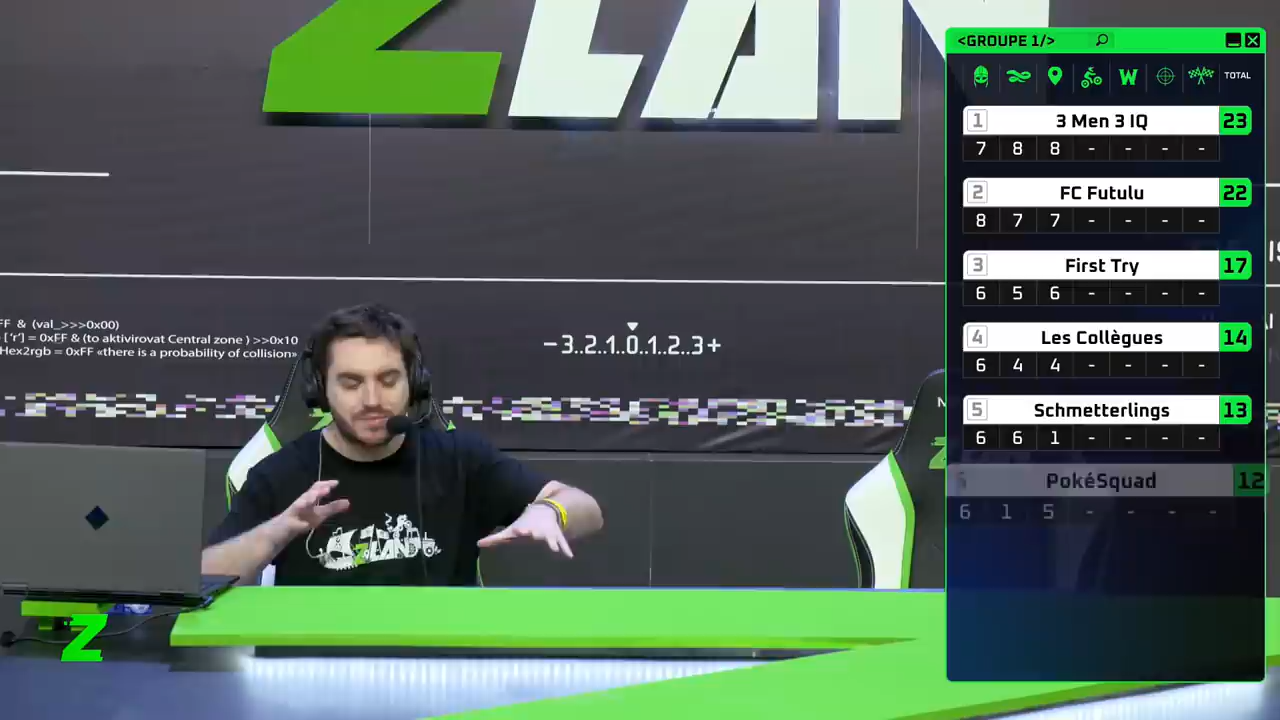 ZLAN
<GROUPE 1/>
W TOTAL
1 3 Men 3 IQ 23
7 8 8 - - - -
2 FC Futulu 22
8 7 7 - - - -
3 First Try 17
6 5 6 - - - -
4 Les Collègues 14
6 4 4 - - - -
5 Schmetterlings 13
6 6 1 - - - -
PokéSquad 12
6 1 5 - - - -
FF & (val_>>>0x00)
['r'] = 0xFF & (to aktivirovat Central zone ) >>0x10
Hex2rgb = 0xFF «there is a probability of collision»
−3..2.1..0..1..2..3+
ZLAN
Z